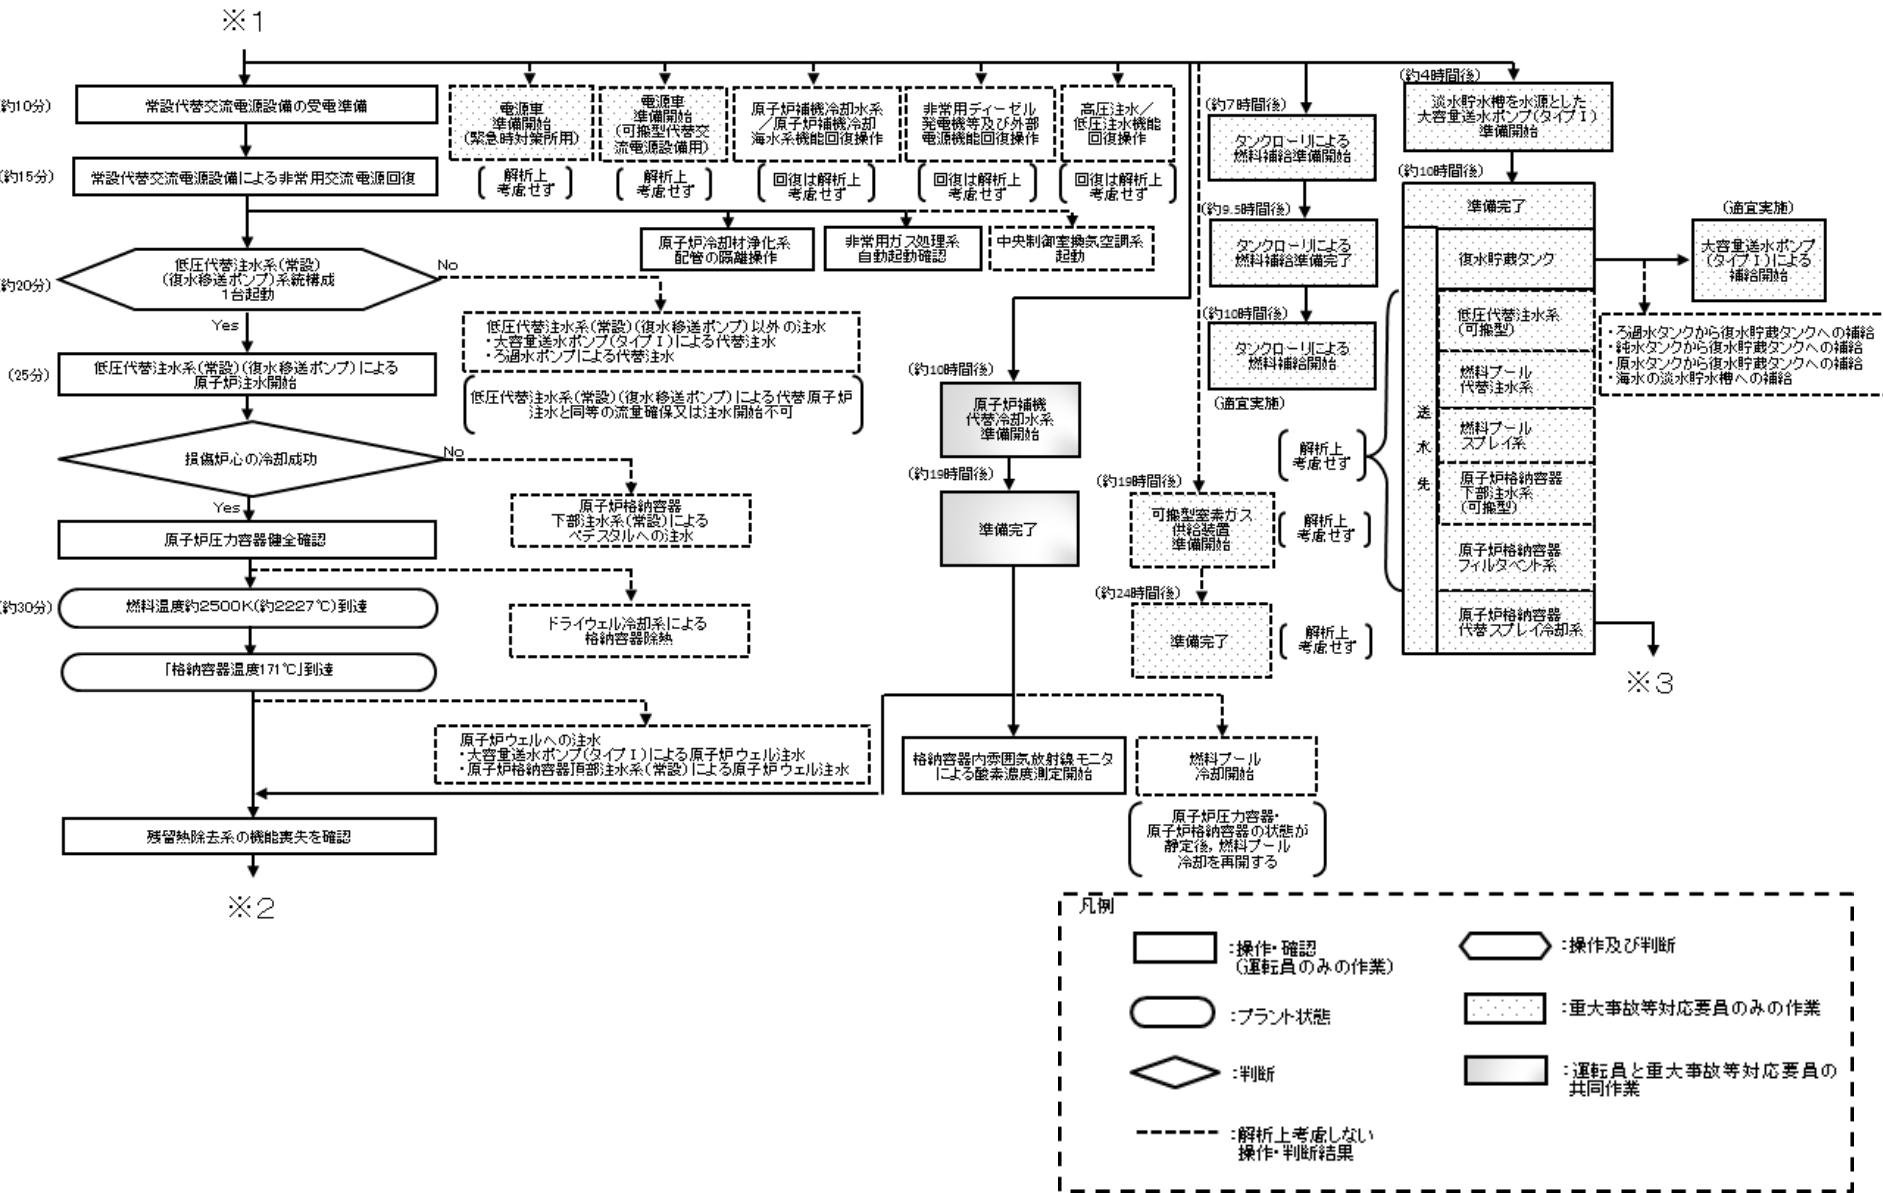 ※1
(約10分)
常設代替交流電源設備の受電準備
(約15分)
常設代替交流電源設備による非常用交流電源回復
電源車
準備開始
(緊急時対策所用)
解析上
考慮せず
電源車
準備開始
(可搬型代替交
流電源設備用)
解析上
考慮せず
原子炉補機冷却水系
/原子炉補機冷却
海水系機能回復操作
回復は解析上
考慮せず
非常用ディーゼル
発電機等及び外部
電源機能回復操作
回復は解析上
考慮せず
高圧注水/
低圧注水機能
回復操作
回復は解析上
考慮せず
原子炉冷却材浄化系
配管の隔離操作
非常用ガス処理系
自動起動確認
中央制御室換気空調系
起動
(約20分)
低圧代替注水系(常設)
(復水移送ポンプ)系統構成
1台起動
No
Yes
低圧代替注水系(常設)(復水移送ポンプ)以外の注水
・大容量送水ポンプ(タイプⅠ)による代替注水
・ろ過水ポンプによる代替注水
低圧代替注水系(常設)(復水移送ポンプ)による代替原子炉
注水と同等の流量確保又は注水開始不可
(25分)
低圧代替注水系(常設)(復水移送ポンプ)による
原子炉注水開始
損傷炉心の冷却成功
No
Yes
原子炉格納容器
下部注水系(常設)による
ペデスタルへの注水
原子炉圧力容器健全確認
(約30分)
燃料温度約2500K(約2227℃)到達
ドライウェル冷却系による
格納容器除熱
「格納容器温度171℃」到達
原子炉ウェルへの注水
・大容量送水ポンプ(タイプⅠ)による原子炉ウェル注水
・原子炉格納容器頂部注水系(常設)による原子炉ウェル注水
残留熱除去系の機能喪失を確認
※2
(約10時間後)
原子炉補機
代替冷却水系
準備開始
(約19時間後)
準備完了
格納容器内雰囲気放射線モニタ
による酸素濃度測定開始
燃料プール
冷却開始
原子炉圧力容器・
原子炉格納容器の状態が
静定後,燃料プール
冷却を再開する
(約19時間後)
可搬型窒素ガス
供給装置
準備開始
解析上
考慮せず
(約24時間後)
準備完了
解析上
考慮せず
(約7時間後)
タンクローリによる
燃料補給準備開始
(約9.5時間後)
タンクローリによる
燃料補給準備完了
(約10時間後)
タンクローリによる
燃料補給開始
(適宜実施)
(約4時間後)
淡水貯水槽を水源とした
大容量送水ポンプ(タイプⅠ)
準備開始
(約10時間後)
準備完了
送水先
復水貯蔵タンク
低圧代替注水系
(可搬型)
燃料プール
代替注水系
燃料プール
スプレイ系
原子炉格納容器
下部注水系
(可搬型)
原子炉格納容器
フィルタベント系
原子炉格納容器
代替スプレイ冷却系
解析上
考慮せず
(適宜実施)
大容量送水ポンプ
(タイプⅠ)による
補給開始
・ろ過水タンクから復水貯蔵タンクへの補給
・純水タンクから復水貯蔵タンクへの補給
・原水タンクから復水貯蔵タンクへの補給
・海水の淡水貯水槽への補給
※3
凡例
:操作・確認
(運転員のみの作業)
:プラント状態
:判断
:解析上考慮しない
操作・判断結果
:操作及び判断
:重大事故等対応要員のみの作業
:運転員と重大事故等対応要員の
共同作業